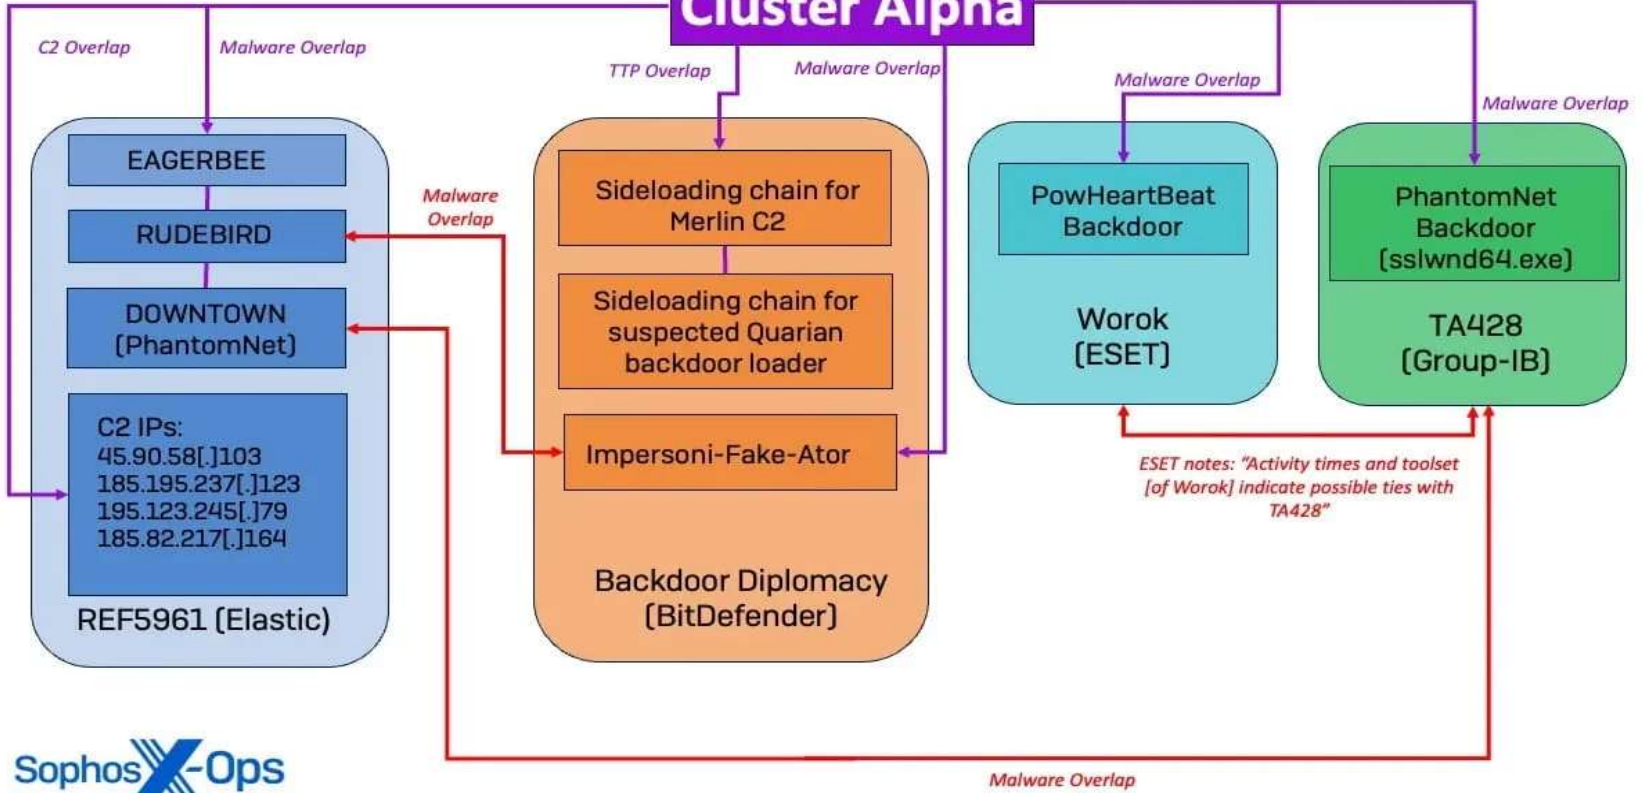 Cluster Alpha
C2 Overlap
Malware Overlap
TTP Overlap
Malware Overlap
Malware Overlap
Malware Overlap
EAGERBEE
RUDEBIRD
DOWNTOWN
(PhantomNet)
C2 IPs:
45.90.58[.]103
185.195.237[.]123
195.123.245[.]79
185.82.217[.]164
REF5961 (Elastic)
Malware
Overlap
Sideloading chain for
Merlin C2
Sideloading chain for
suspected Quarian
backdoor loader
Impersoni-Fake-Ator
Backdoor Diplomacy
(BitDefender)
PowHeartBeat
Backdoor
Worok
(ESET)
PhantomNet
Backdoor
(sslwnd64.exe)
TA428
(Group-IB)
ESET notes: “Activity times and toolset
[of Worok] indicate possible ties with
TA428”
Sophos X-Ops
Malware Overlap